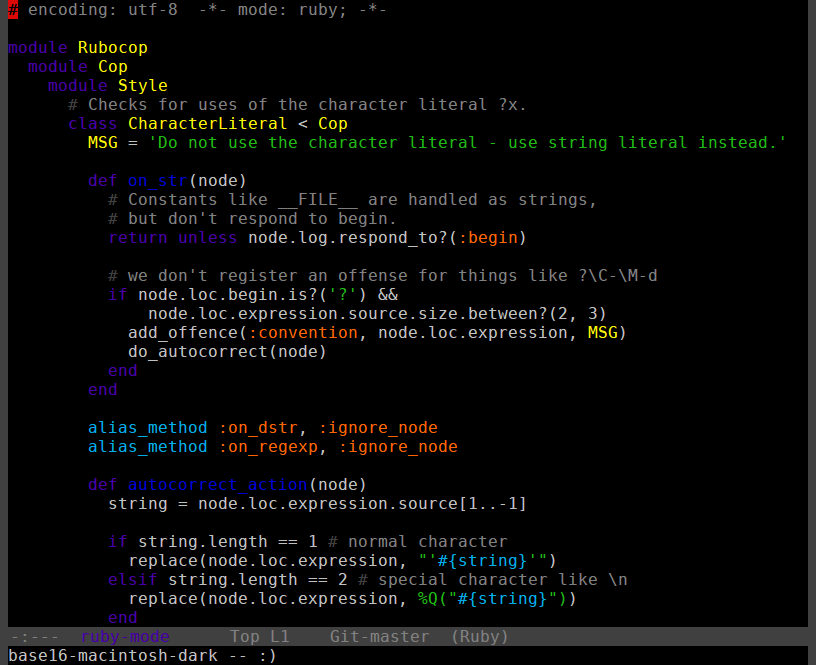 # encoding: utf-8  -*- mode: ruby; -*-

module Rubocop
  module Cop
    module Style
      # Checks for uses of the character literal ?x.
      class CharacterLiteral < Cop
        MSG = 'Do not use the character literal - use string literal instead.'

        def on_str(node)
          # Constants like __FILE__ are handled as strings,
          # but don't respond to begin.
          return unless node.log.respond_to?(:begin)

          # we don't register an offense for things like ?\C-\M-d
          if node.loc.begin.is?('?') &&
              node.loc.expression.source.size.between?(2, 3)
            add_offence(:convention, node.loc.expression, MSG)
            do_autocorrect(node)
          end
        end

        alias_method :on_dstr, :ignore_node
        alias_method :on_regexp, :ignore_node

        def autocorrect_action(node)
          string = node.loc.expression.source[1..-1]

          if string.length == 1 # normal character
            replace(node.loc.expression, "'#{string}'")
          elsif string.length == 2 # special character like \n
            replace(node.loc.expression, %Q("#{string}"))
          end
-:---  ruby-mode      Top L1    Git-master  (Ruby)
base16-macintosh-dark -- :)